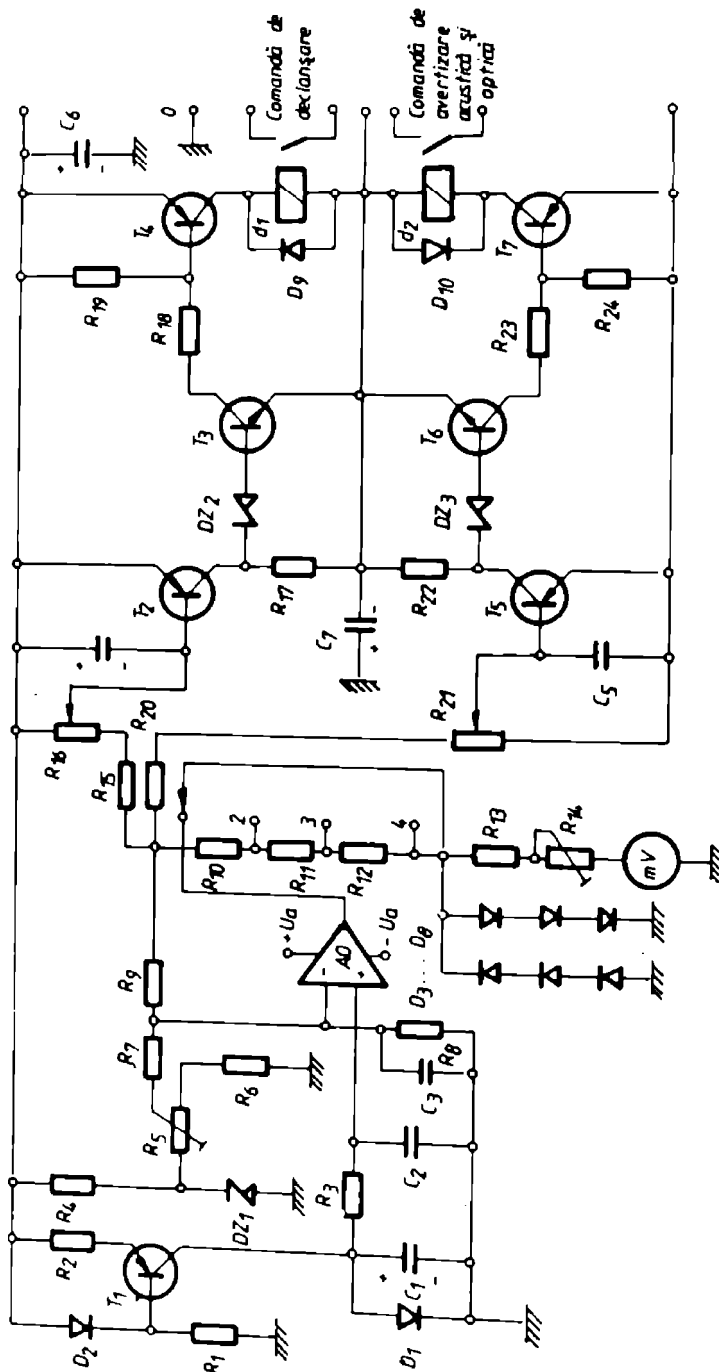 D2
R1
T1
R2
R4
DZ1
R5
R6
R7
R9
R3
D1
C1
+
-
C2
C3
R8
+Ua
AO
-
+
-Ua
D3 ... D8
R10
R11
R12
2
3
4
R13
R14
mV
R15
R20
R16
+
-
T2
R17
C7
-
+
R22
R21
C5
T5
DZ2
DZ3
T3
T6
R18
R19
R23
R24
T4
T7
d1
D9
d2
D10
C6
+
-
0
Comandă de
declanșare
Comandă de
avertizare
acustică și
optică